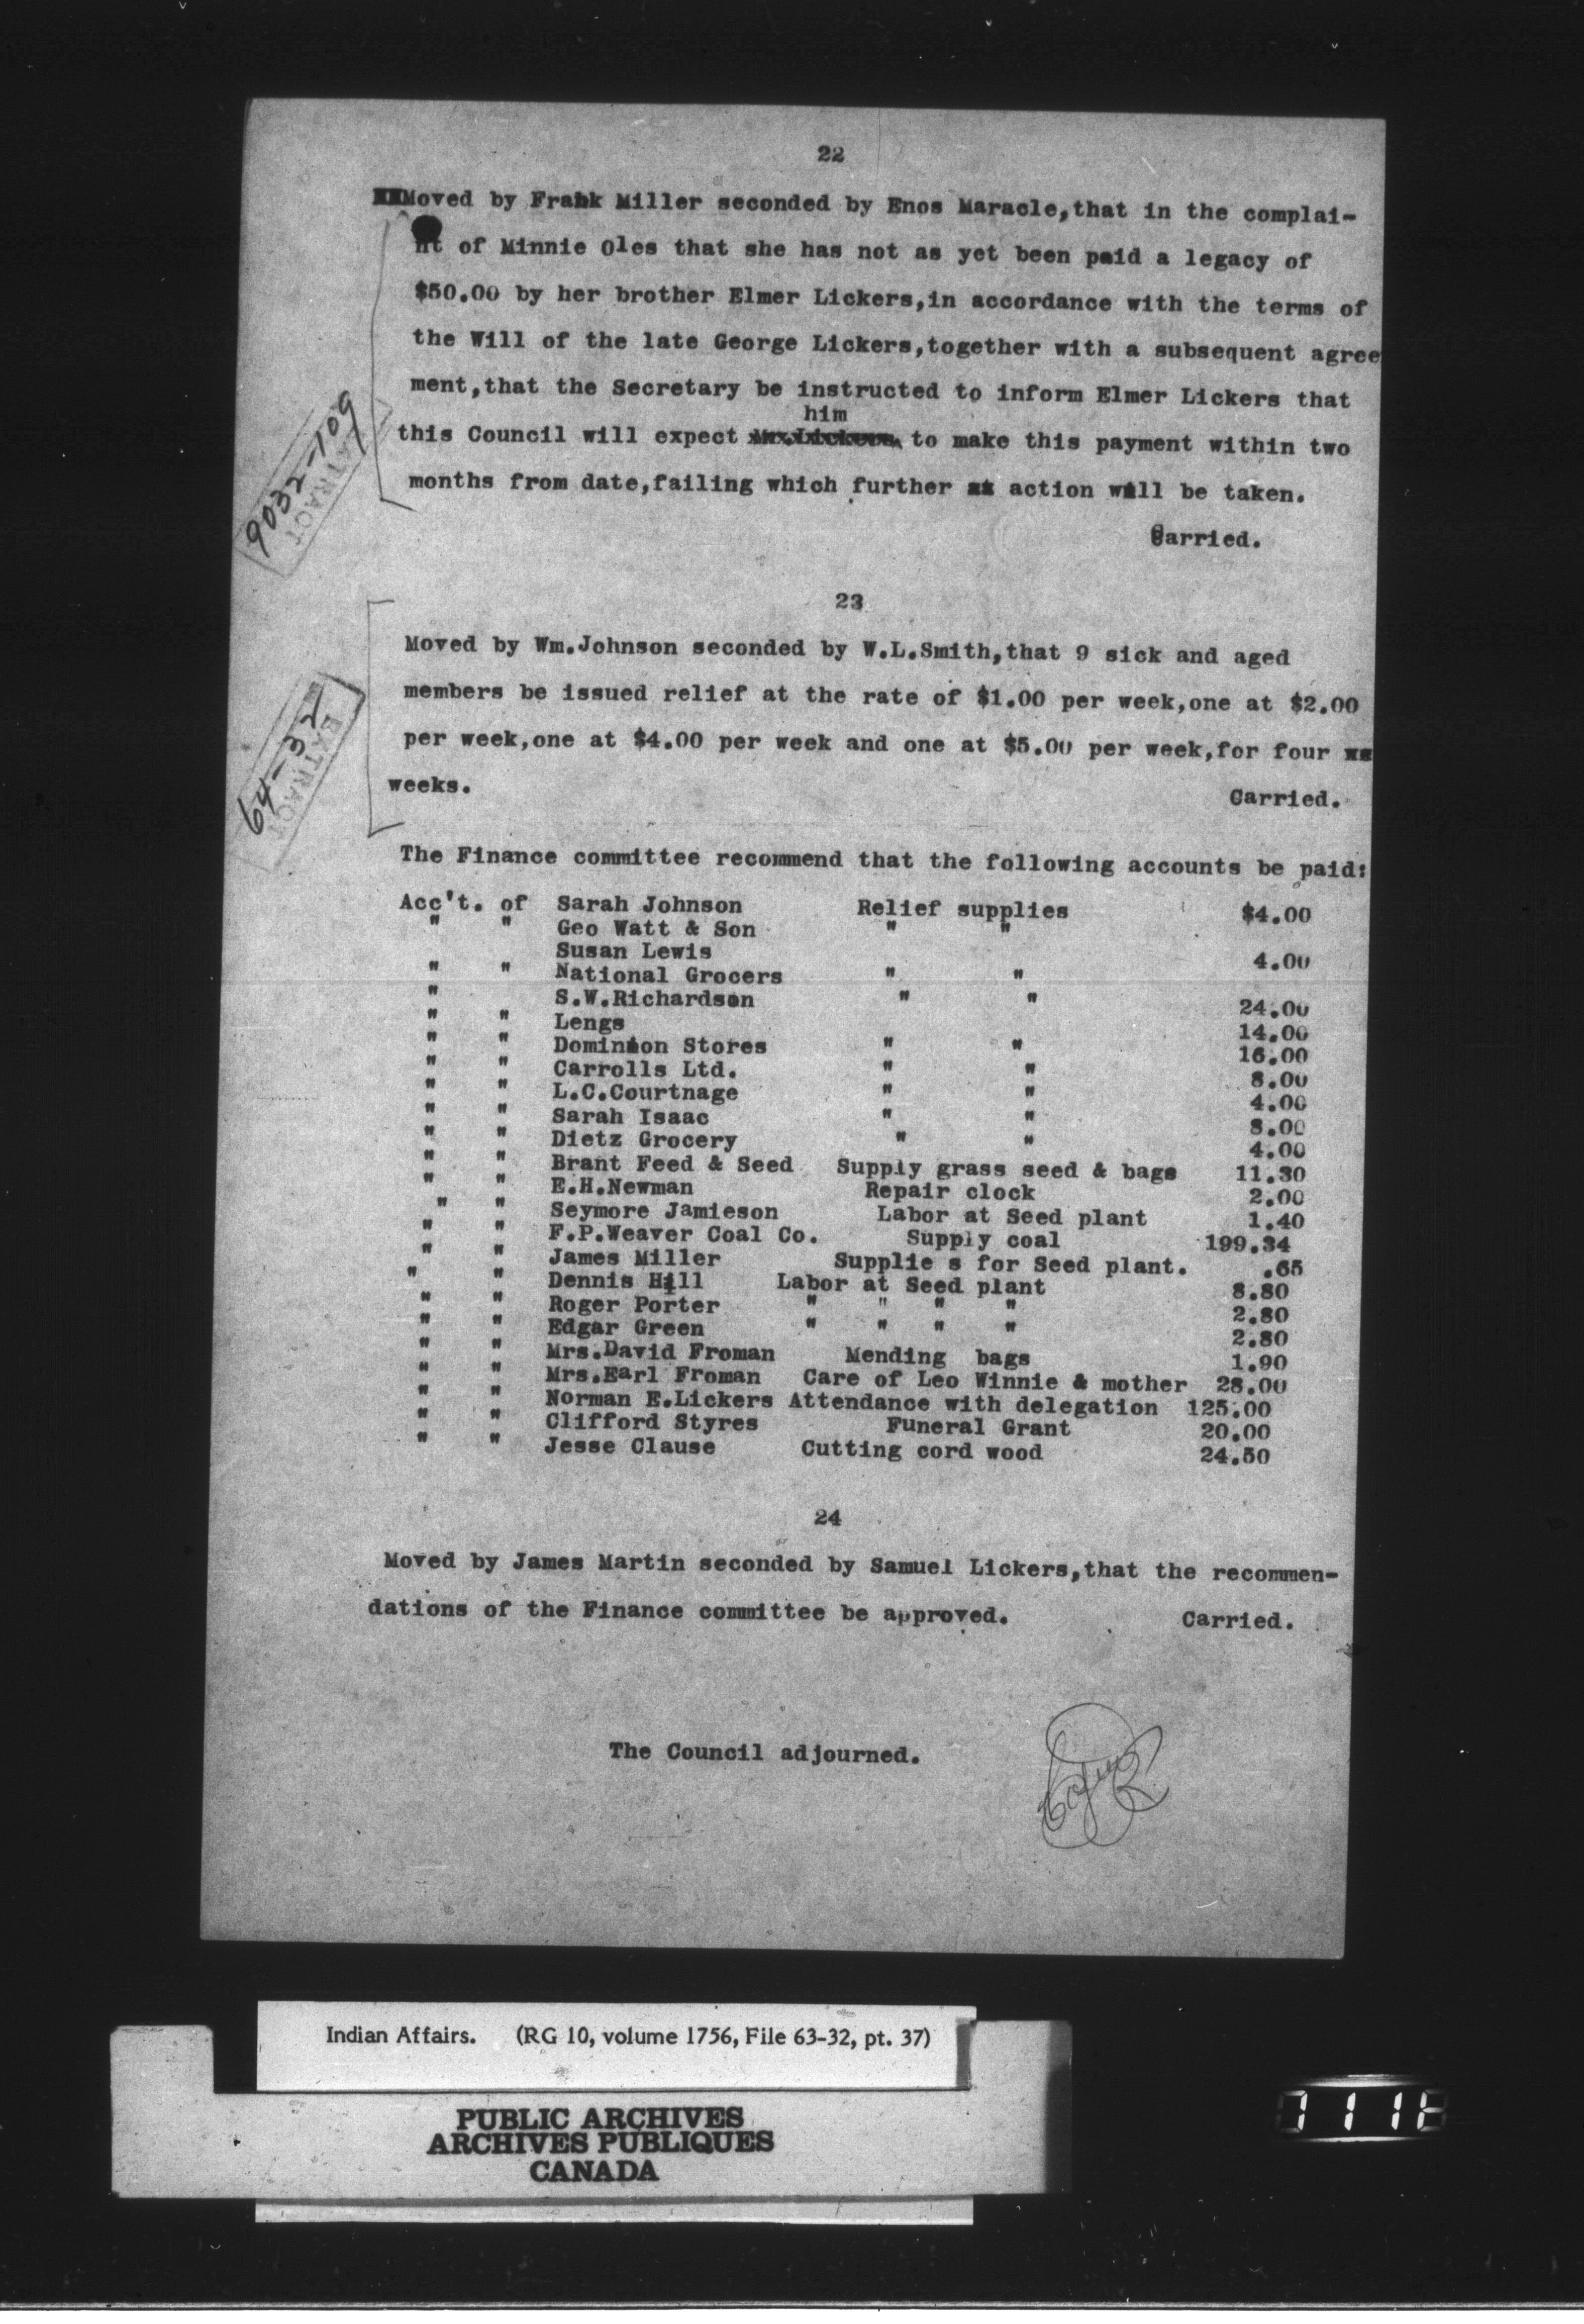 22
Moved by Frank Miller seconded by Enos Maracle,that in the complai-
nt of Minnie Oles that she has not as yet been paid a legacy of
$50.00 by her brother Elmer Lickers,in accordance with the terms of
the Will of the late George Lickers,together with a subsequent agree
ment,that the Secretary be instructed to inform Elmer Lickers that
him
this Council will expect to make this payment within two
months from date,failing which further action will be taken.
Carried.
9032-109
EXTRACT
23
Moved by Wm.Johnson seconded by W.L.Smith,that 9 sick and aged
members be issued relief at the rate of $1.00 per week,one at $2.00
per week,one at $4.00 per week and one at $5.00 per week,for four
weeks.
Carried.
64-32
EXTRACT
The Finance committee recommend that the following accounts be paid:
Acc't. of Sarah Johnson Relief supplies $4.00
" " Geo Watt & Son " "
Susan Lewis 4.00
" " National Grocers " "
" S.W.Richardson " " 24.00
" " Lengs 14.00
" " Dominion Stores " " 16.00
" " Carrolls Ltd. " " 8.00
" " L.C.Courtnage " " 4.00
" " Sarah Isaac " " 8.00
" " Dietz Grocery " " 4.00
" " Brant Feed & Seed Supply grass seed & bags 11.30
" " E.H.Newman Repair clock 2.00
" " Seymore Jamieson Labor at Seed plant 1.40
" " F.P.Weaver Coal Co. Supply coal 199.34
" " James Miller Supplie s for Seed plant. .65
" " Dennis Hill Labor at Seed plant 8.80
" " Roger Porter " " " " 2.80
" " Edgar Green " " " " 2.80
" " Mrs.David Froman Mending bags 1.90
" " Mrs.Earl Froman Care of Leo Winnie & mother 28.00
" " Norman E.Lickers Attendance with delegation 125.00
" " Clifford Styres Funeral Grant 20.00
" " Jesse Clause Cutting cord wood 24.50
24
Moved by James Martin seconded by Samuel Lickers,that the recommen-
dations of the Finance committee be approved. Carried.
The Council adjourned.
Indian Affairs. (RG 10, volume 1756, File 63-32, pt. 37)
PUBLIC ARCHIVES
ARCHIVES PUBLIQUES
CANADA